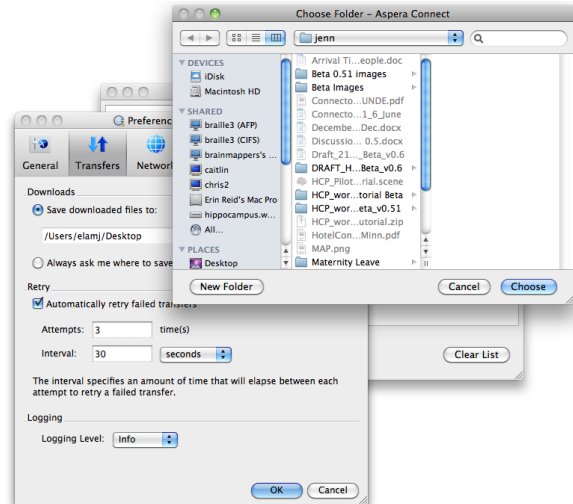 Choose Folder - Aspera Connect
jenn
DEVICES
iDisk
Macintosh HD
SHARED
braille3 (AFP)
braille3 (CIFS)
brainmappers's ...
caitlin
chris2
Erin Reid's Mac Pro
hippocampus.w...
All...
PLACES
Desktop
Arrival Ti...eople.doc
Beta 0.51 images
Beta Images
Connecto...UNDE.pdf
Connecto...1_6_June
Decembe...Dec.docx
Discussio... 0.5.docx
Draft_21..._Beta_v0.6
DRAFT_H...Beta_v0.6
HCP_Pilot...rial.scene
HCP_wor...torial Beta
HCP_wor...eta_v0.51
HCP_wor...utorial.zip
HotelCon...Minn.pdf
MAP.png
Maternity Leave
New Folder
Cancel
Choose
Preferenc
General
Transfers
Network
Downloads
Save downloaded files to:
/Users/elamj/Desktop
Always ask me where to save
Retry
Automatically retry failed transfers
Attempts: 3 time(s)
Interval: 30 seconds
The interval specifies an amount of time that will elapse between each
attempt to retry a failed transfer.
Logging
Logging Level: Info
OK
Cancel
Clear List